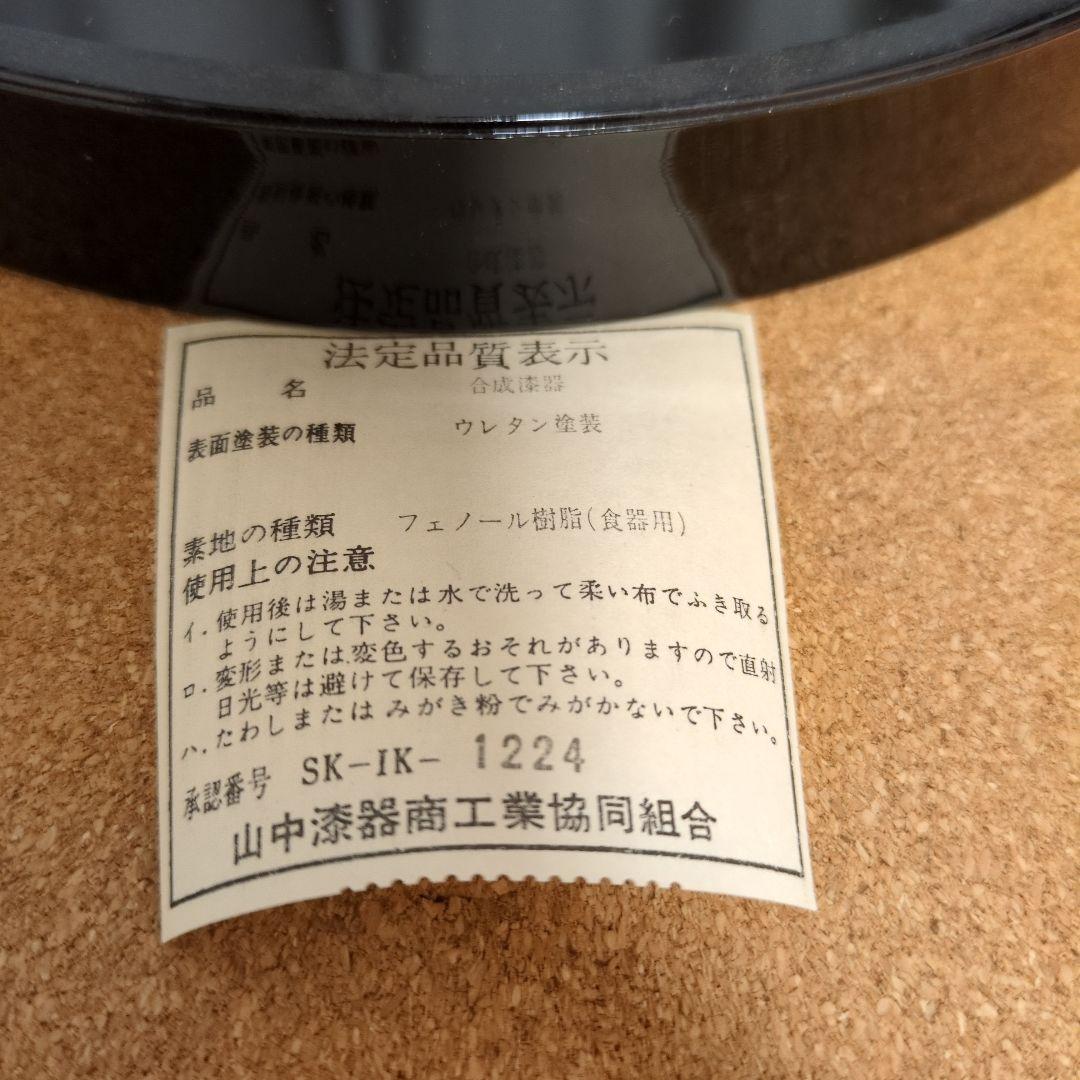 法定品質表示
品名 合成漆器
表面塗装の種類 ウレタン塗装
素地の種類 フェノール樹脂(食器用)
使用上の注意
イ. 使用後は湯または水で洗って柔い布でふき取る
ようにして下さい。
ロ. 変形または変色するおそれがありますので直射
日光等は避けて保存して下さい。
ハ. たわしまたはみがき粉でみがかないで下さい。
承認番号 SK-IK-1224
山中漆器商工業協同組合